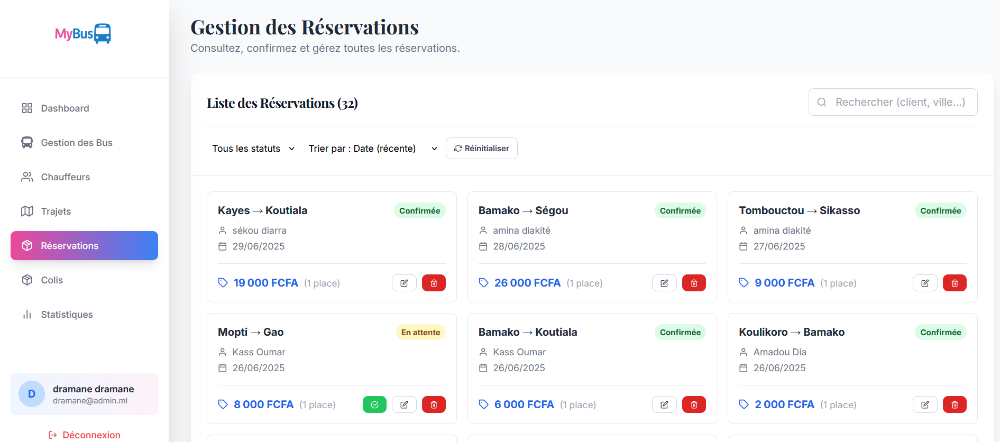 MyBus
Dashboard
Gestion des Bus
Chauffeurs
Trajets
Réservations
Colis
Statistiques
D
dramane dramane
dramane@admin.ml
Déconnexion
Gestion des Réservations
Consultez, confirmez et gérez toutes les réservations.
Liste des Réservations (32)
Rechercher (client, ville...)
Tous les statuts
Trier par : Date (récente)
Réinitialiser
Kayes → Koutiala
Confirmée
sékou diarra
29/06/2025
19 000 FCFA (1 place)
Bamako → Ségou
Confirmée
amina diakité
28/06/2025
26 000 FCFA (1 place)
Tombouctou → Sikasso
Confirmée
amina diakité
27/06/2025
9 000 FCFA (1 place)
Mopti → Gao
En attente
Kass Oumar
26/06/2025
8 000 FCFA (1 place)
Bamako → Koutiala
Confirmée
Kass Oumar
26/06/2025
6 000 FCFA (1 place)
Koulikoro → Bamako
Confirmée
Amadou Dia
26/06/2025
2 000 FCFA (1 place)